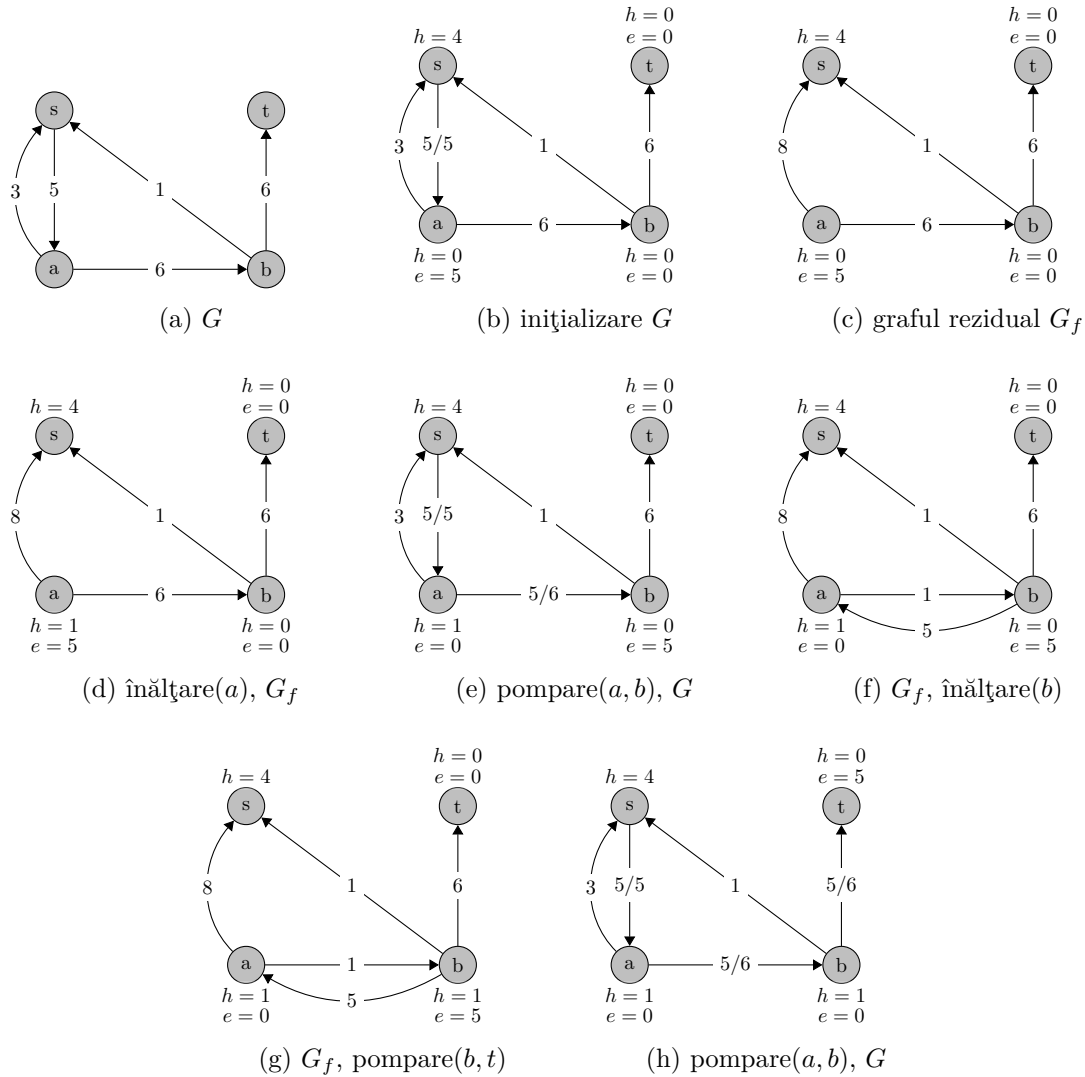 h = 0
h = 0
h = 4
e = 0
h = 4
e = 0
s
t
s
t
s
t
3
5
1
6
3
5/5
1
6
8
1
6
a
6
b
a
6
b
a
6
b
h = 0
e = 5
h = 0
e = 0
h = 0
e = 5
h = 0
e = 0
(a) G
(b) inițializare G
(c) graful rezidual G_f
h = 0
h = 0
h = 0
h = 4
e = 0
h = 4
e = 0
h = 4
e = 0
s
t
s
t
s
t
8
1
6
3
5/5
1
6
8
1
6
a
6
b
a
5/6
b
a
1
b
5
h = 1
e = 5
h = 0
e = 0
h = 1
e = 0
h = 0
e = 5
h = 1
e = 0
h = 0
e = 5
(d) înălțare(a), G_f
(e) pompare(a, b), G
(f) G_f, înălțare(b)
h = 0
h = 0
h = 4
e = 0
h = 4
e = 5
s
t
s
t
8
1
6
3
5/5
1
5/6
a
1
b
5
a
5/6
b
h = 1
e = 0
h = 1
e = 5
h = 1
e = 0
h = 1
e = 0
(g) G_f, pompare(b, t)
(h) pompare(a, b), G